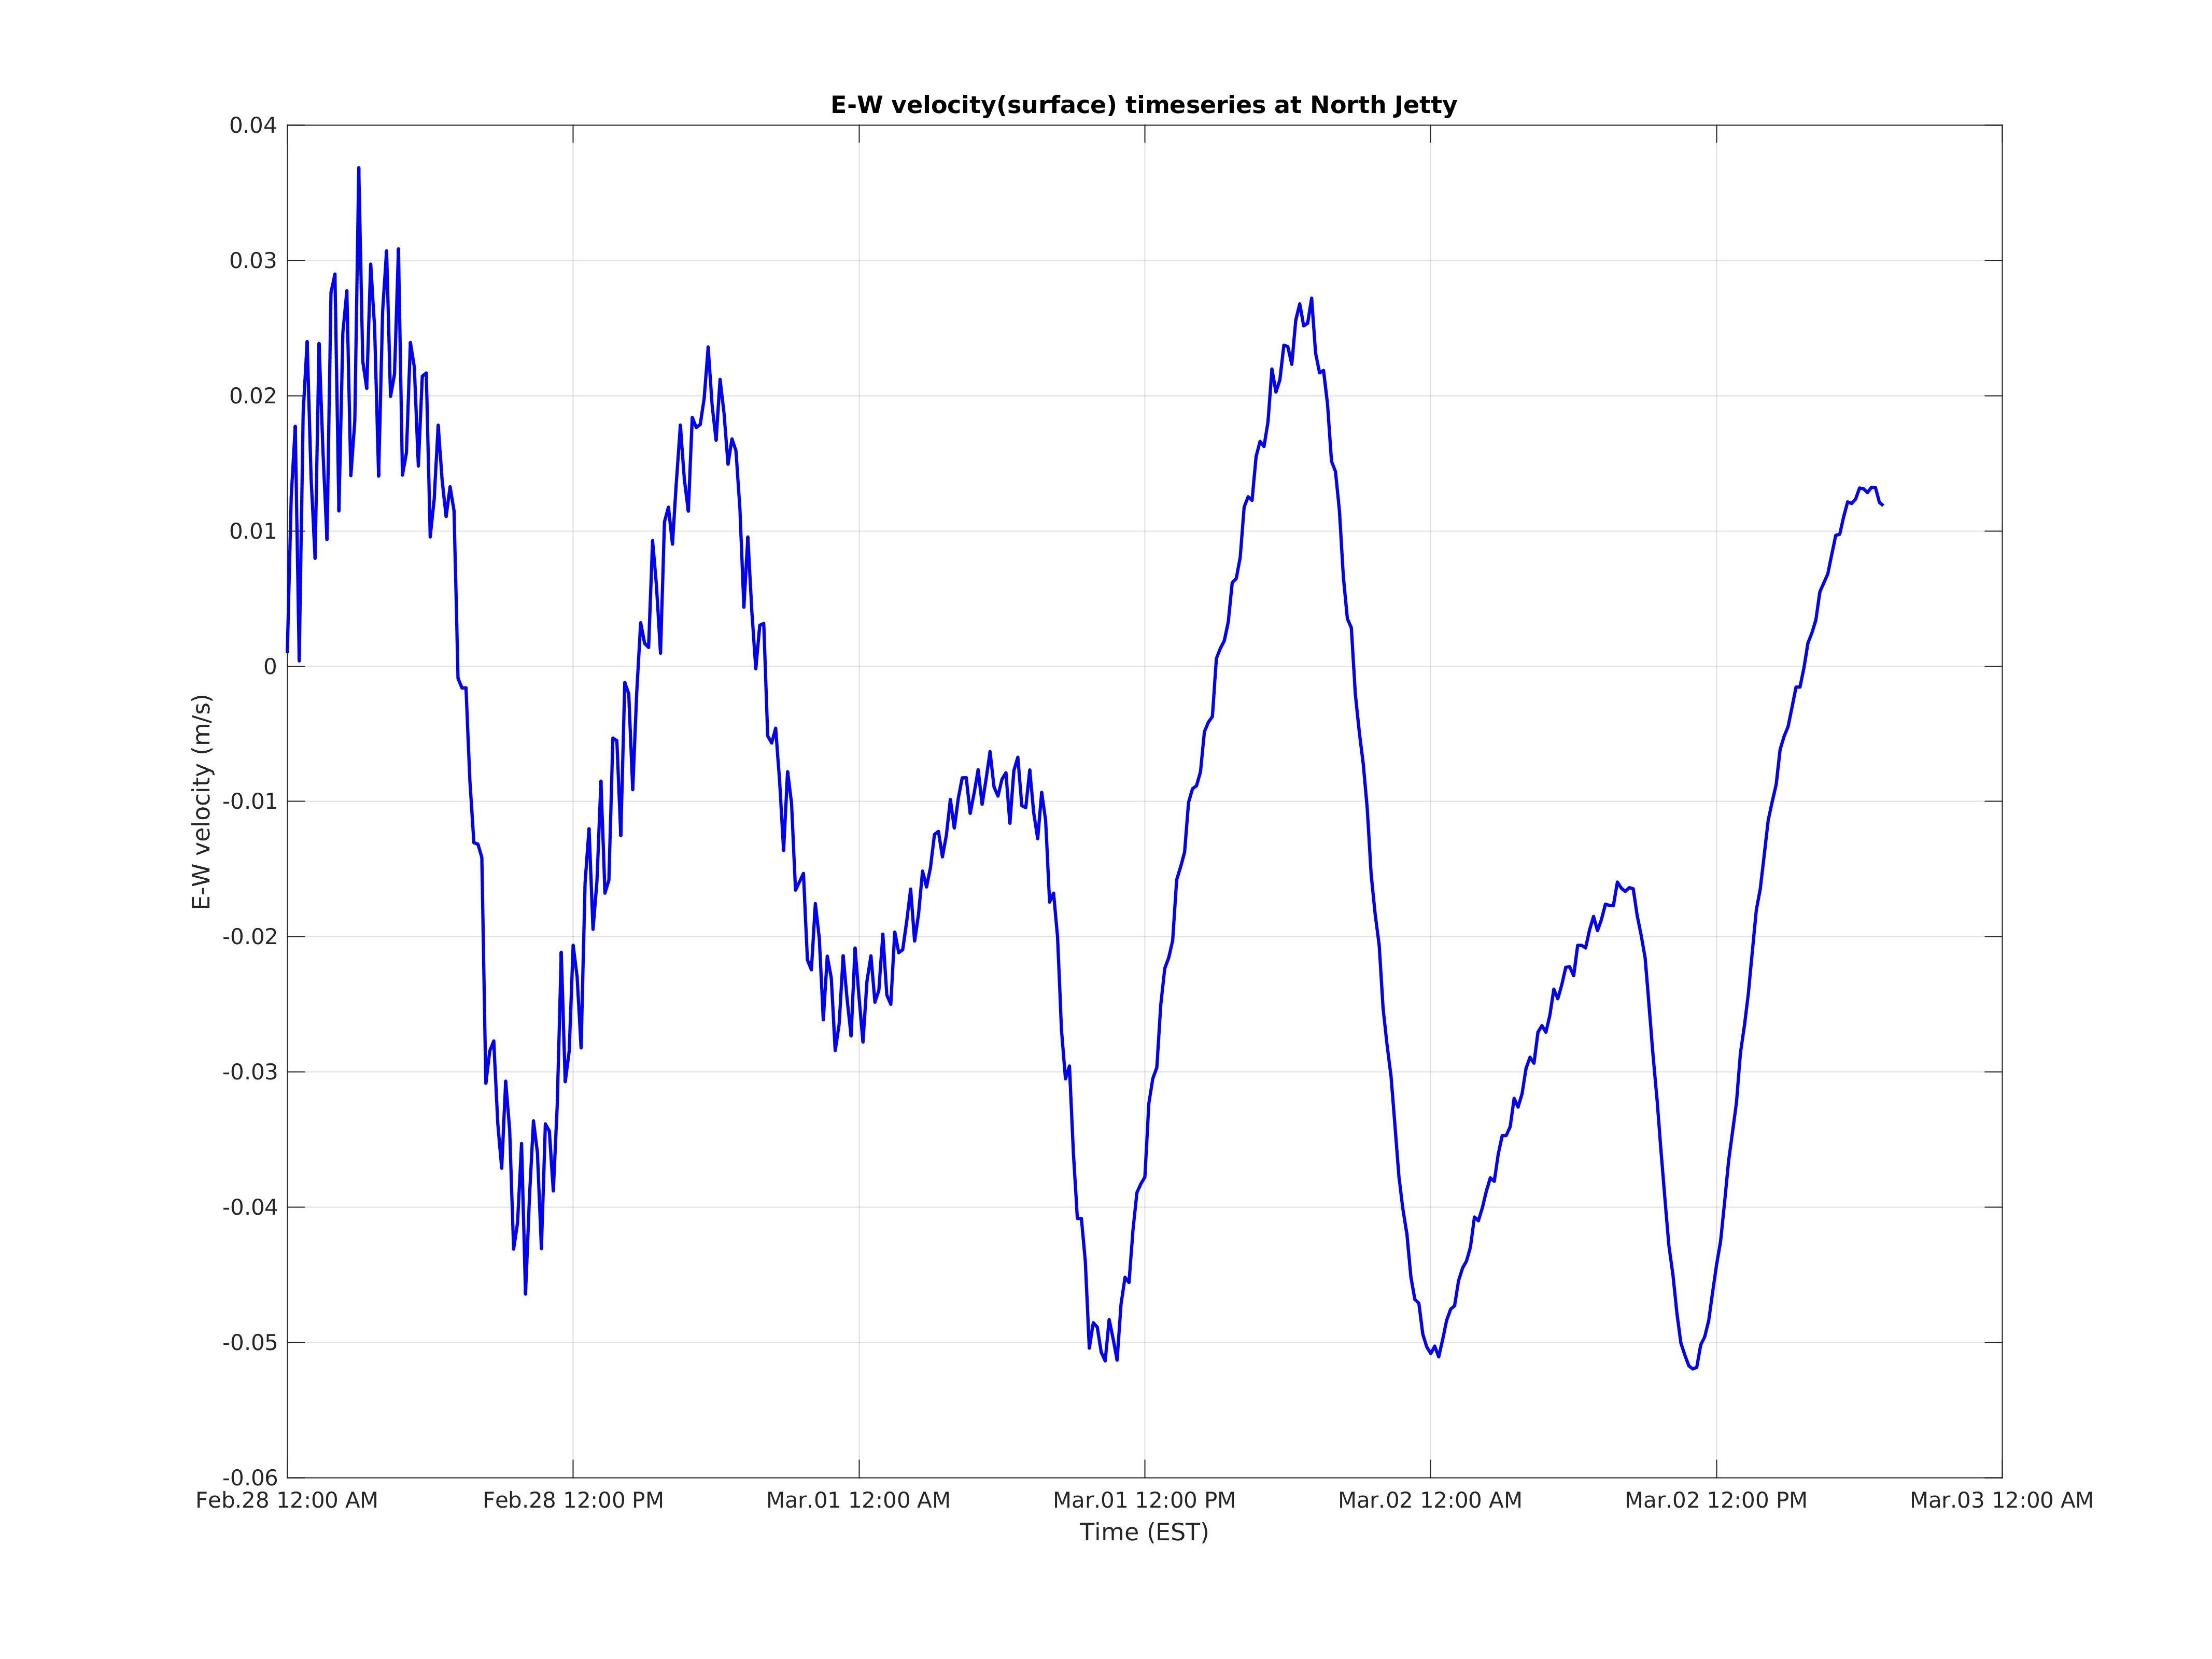 E-W velocity(surface) timeseries at North Jetty
0.04
0.03
0.02
0.01
0
-0.01
-0.02
-0.03
-0.04
-0.05
-0.06
E-W velocity (m/s)
Feb.28 12:00 AM Feb.28 12:00 PM Mar.01 12:00 AM Mar.01 12:00 PM Mar.02 12:00 AM Mar.02 12:00 PM Mar.03 12:00 AM
Time (EST)